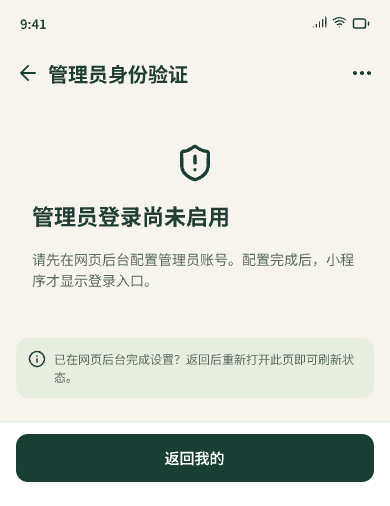 9:41
管理员身份验证
管理员登录尚未启用
请先在网页后台配置管理员账号。配置完成后，小程
序才显示登录入口。
已在网页后台完成设置？返回后重新打开此页即可刷新状
态。
返回我的